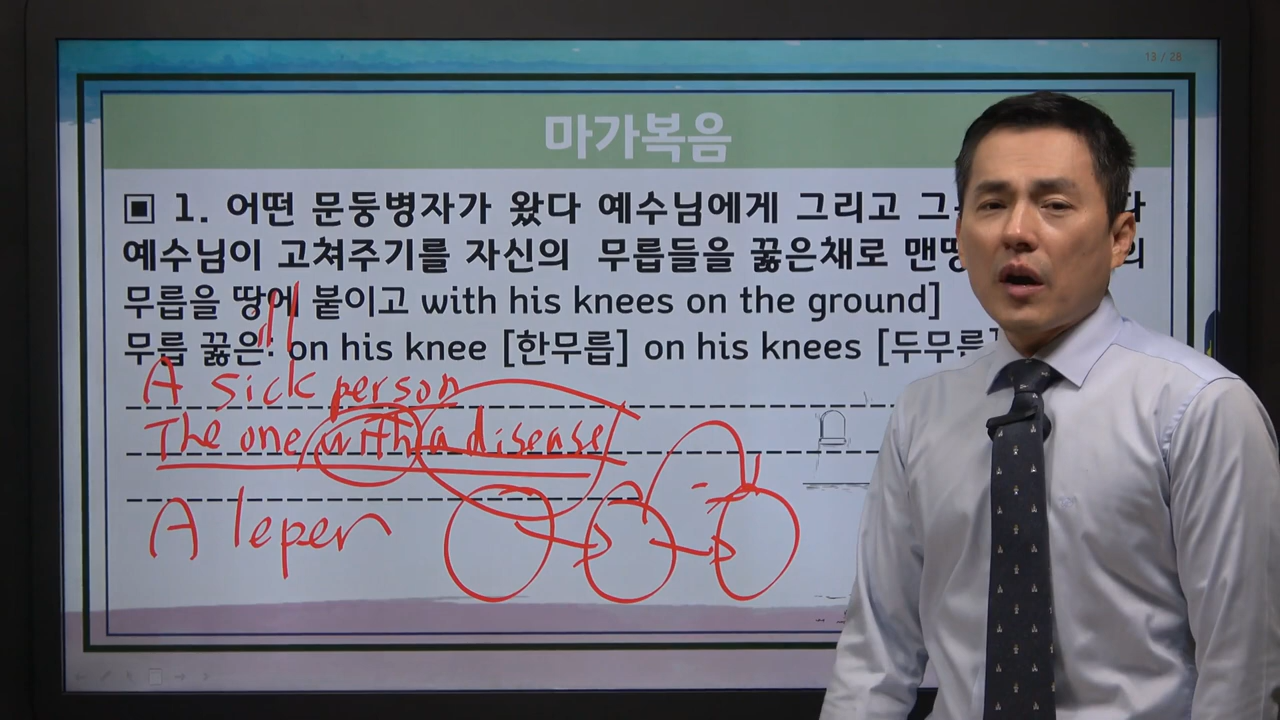 13 / 28
마가복음
▣ 1. 어떤 문둥병자가 왔다 예수님에게 그리고
예수님이 고쳐주기를 자신의 무릎들을 꿇은채로
무릎을 땅에 붙이고 with his knees on the ground]
무릎 꿇은: on his knee [한무릎] on his knees [두무릎]
ill
A sick person
The one with a disease
A leper